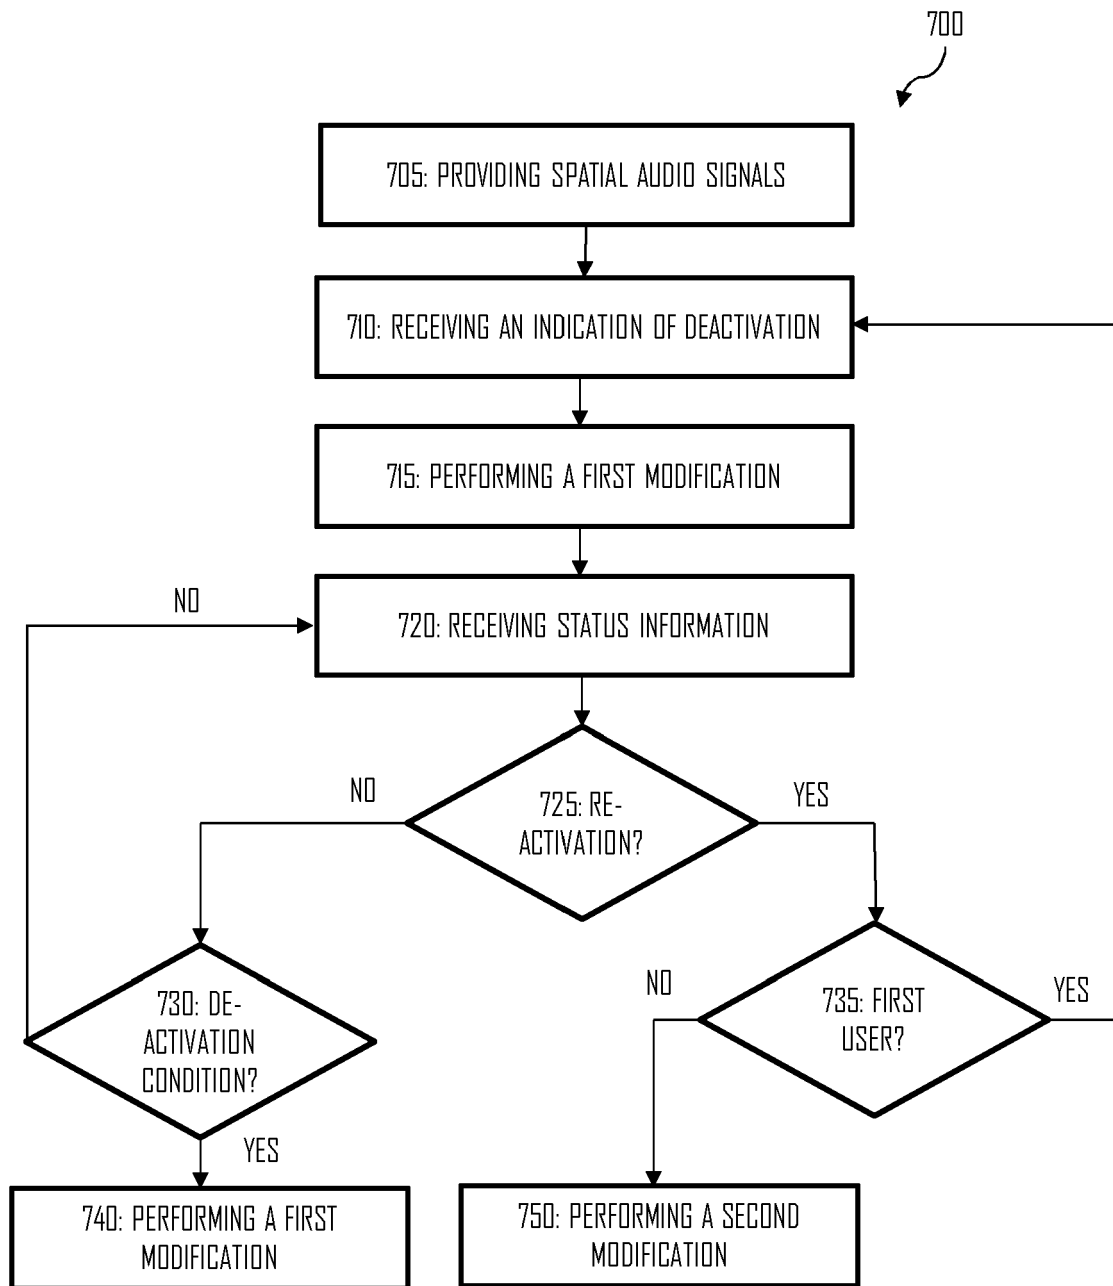 700
705: PROVIDING SPATIAL AUDIO SIGNALS
710: RECEIVING AN INDICATION OF DEACTIVATION
715: PERFORMING A FIRST MODIFICATION
NO
720: RECEIVING STATUS INFORMATION
NO
725: RE-
ACTIVATION?
YES
730: DE-
ACTIVATION
CONDITION?
NO
735: FIRST
USER?
YES
YES
740: PERFORMING A FIRST
MODIFICATION
750: PERFORMING A SECOND
MODIFICATION